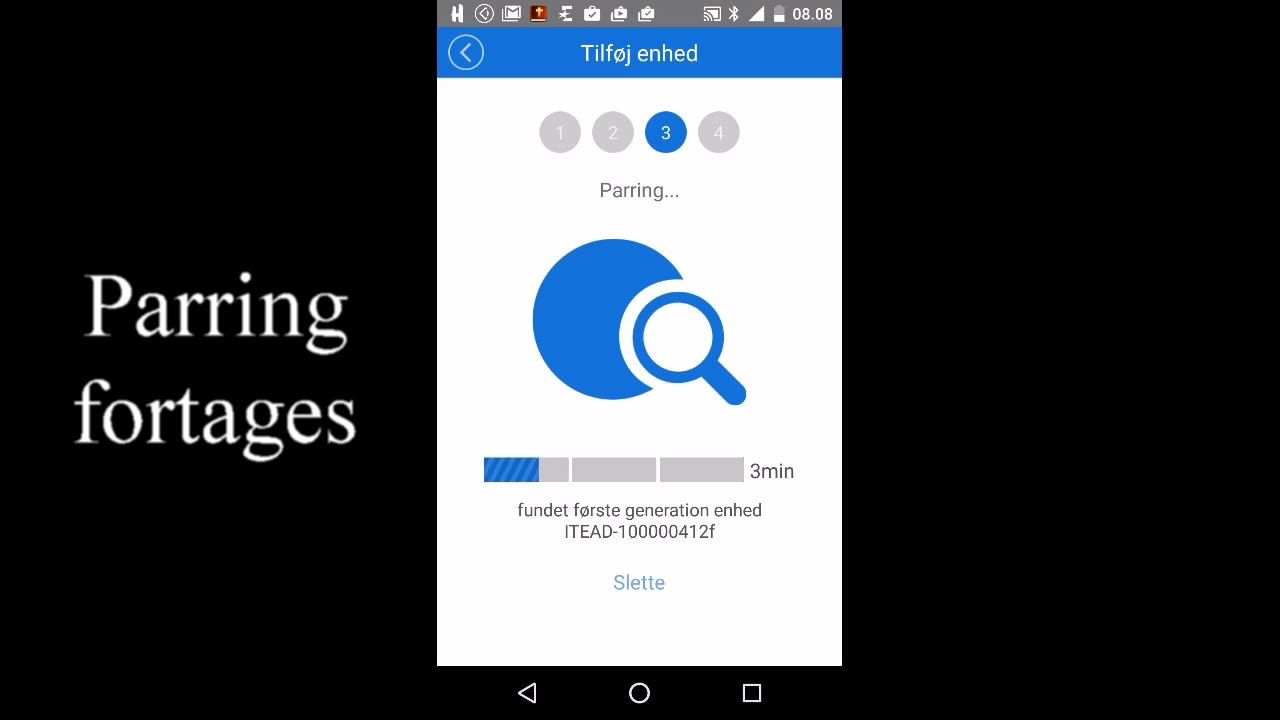 08.08
Tilføj enhed
1 2 3 4
Parring...
Parring
fortages
3min
fundet første generation enhed
ITEAD-100000412f
Slette